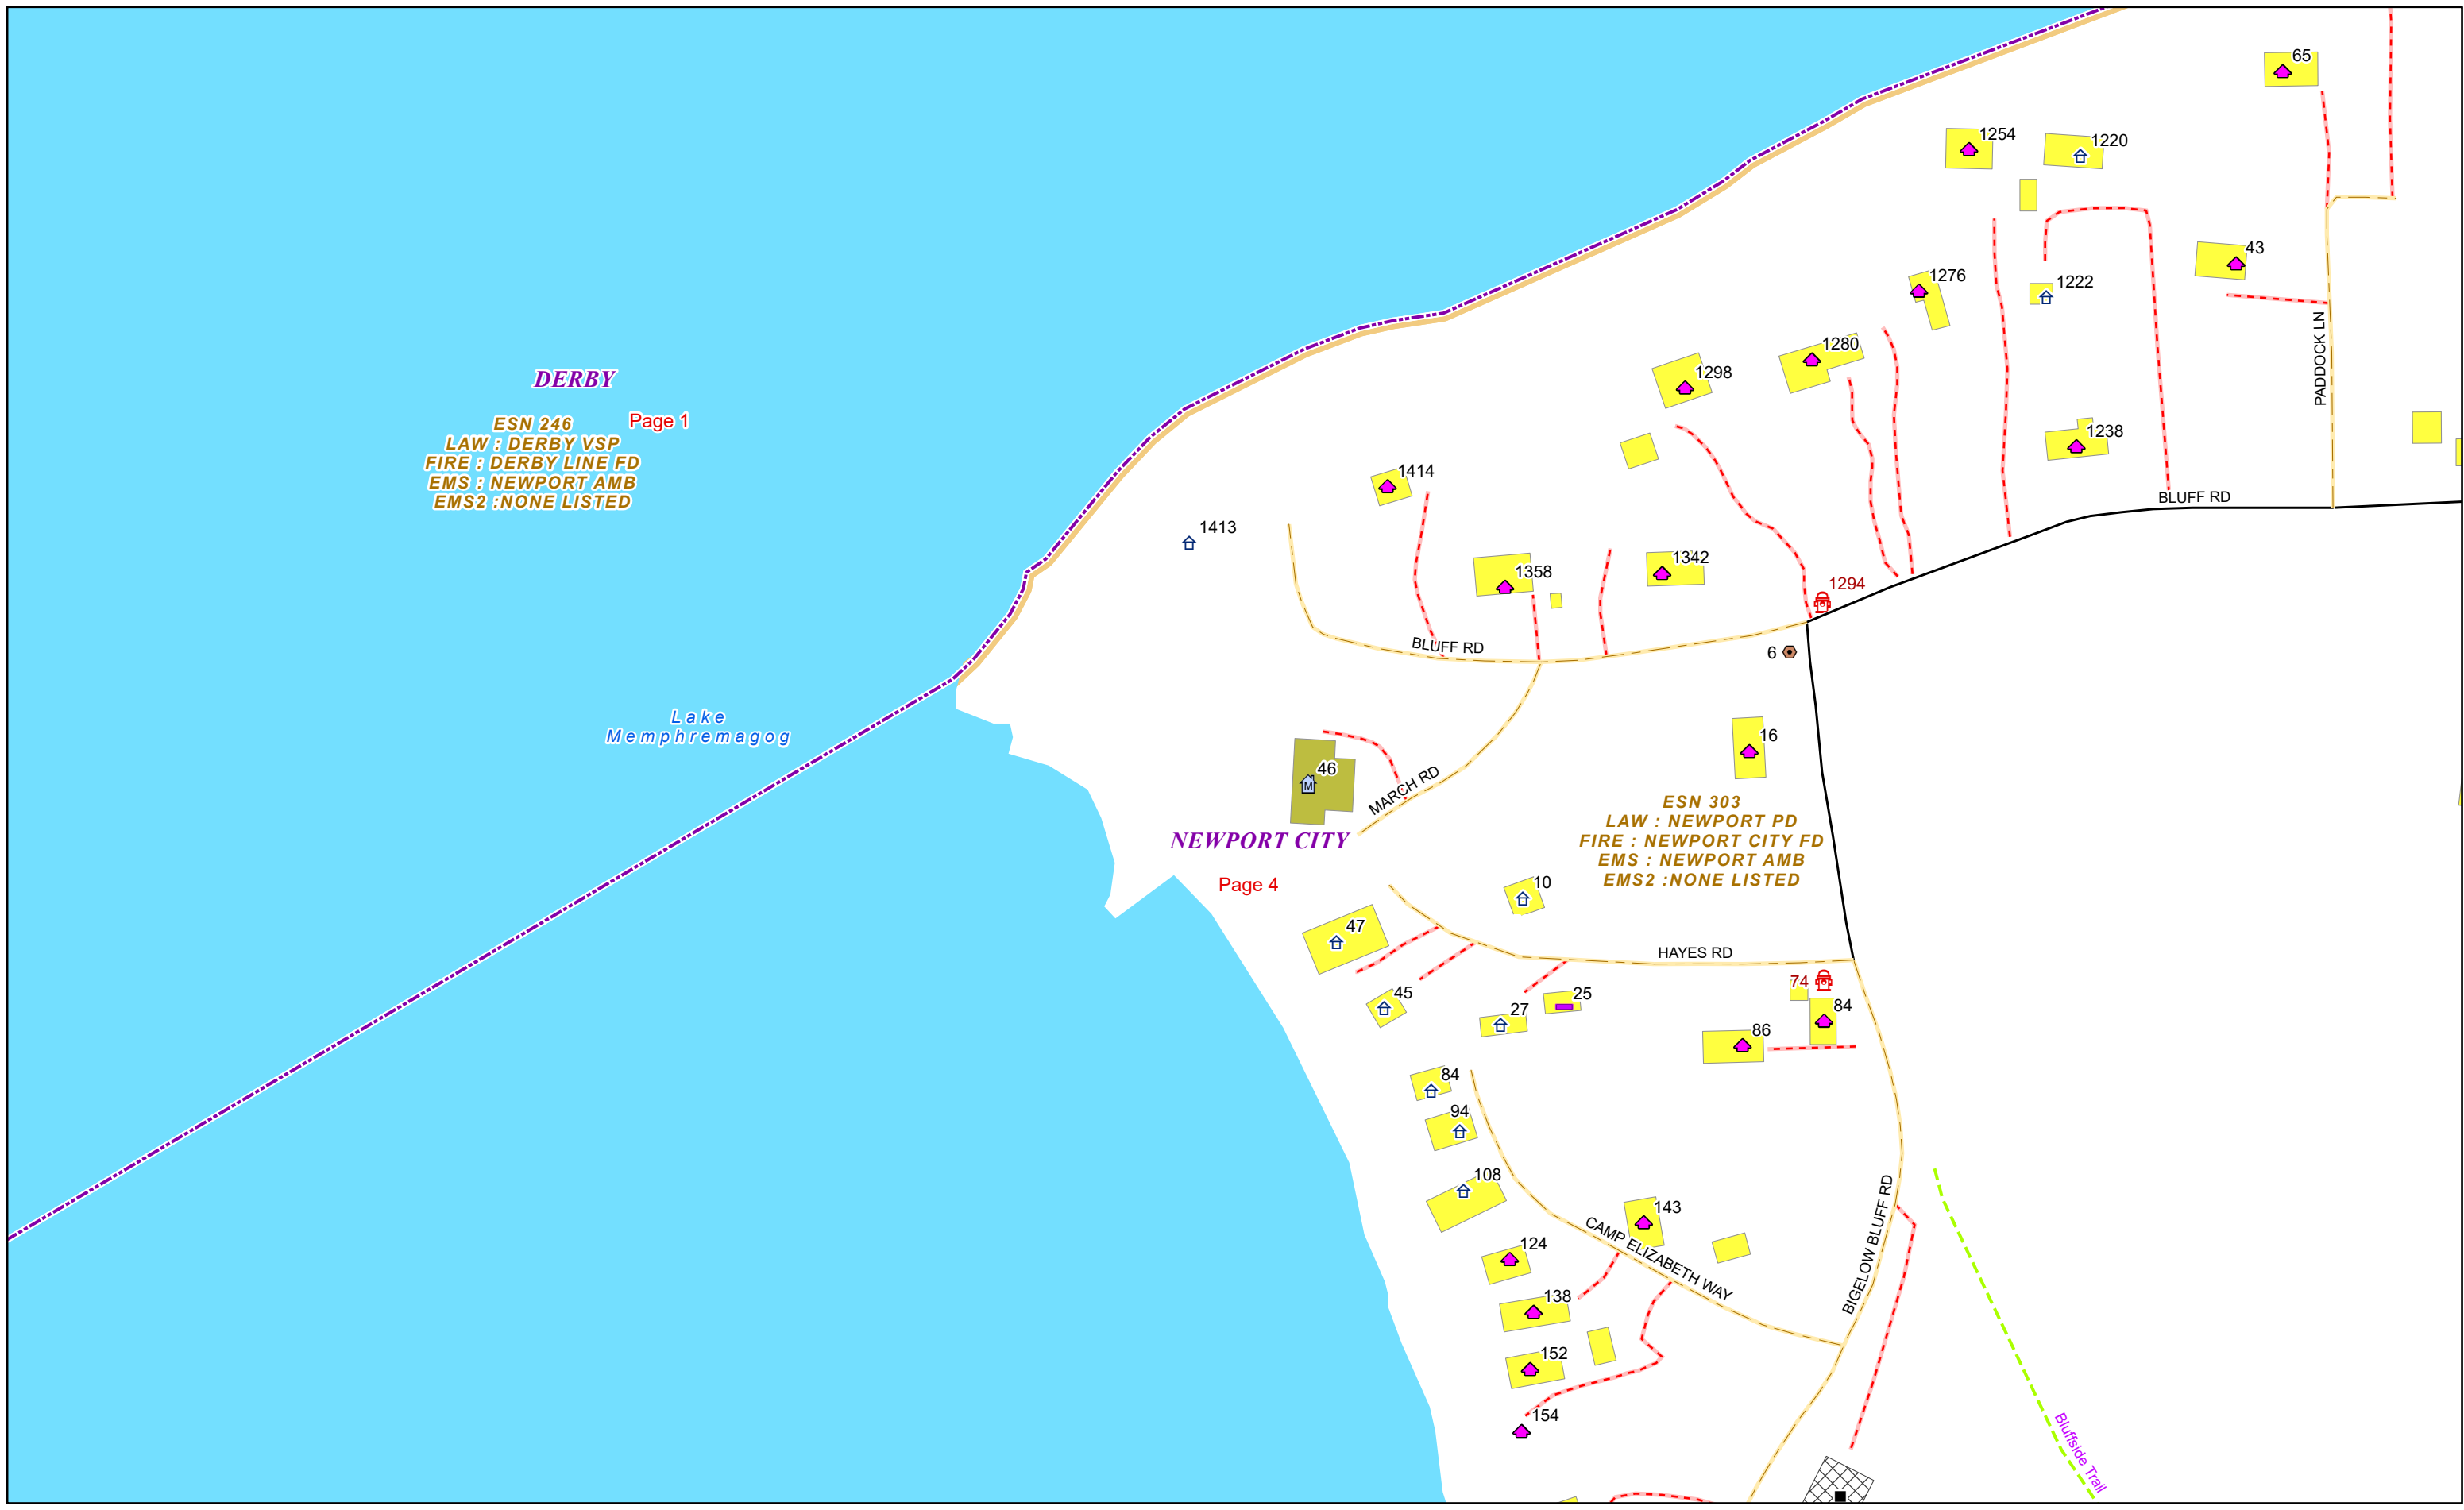 65
1254
1220
43
1276
1222
PADDOCK LN
1280
1298
DERBY
ESN 246
LAW : DERBY VSP
FIRE : DERBY LINE FD
EMS : NEWPORT AMB
EMS2 :NONE LISTED
Page 1
1238
1414
BLUFF RD
1413
1358
1342
1294
BLUFF RD
6
Lake
Memphremagog
16
46
M
MARCH RD
NEWPORT CITY
Page 4
ESN 303
LAW : NEWPORT PD
FIRE : NEWPORT CITY FD
EMS : NEWPORT AMB
EMS2 :NONE LISTED
10
47
HAYES RD
74
45
25
27
84
86
84
94
108
143
CAMP ELIZABETH WAY
BIGELOW BLUFF RD
124
138
152
154
Bluffside Trail